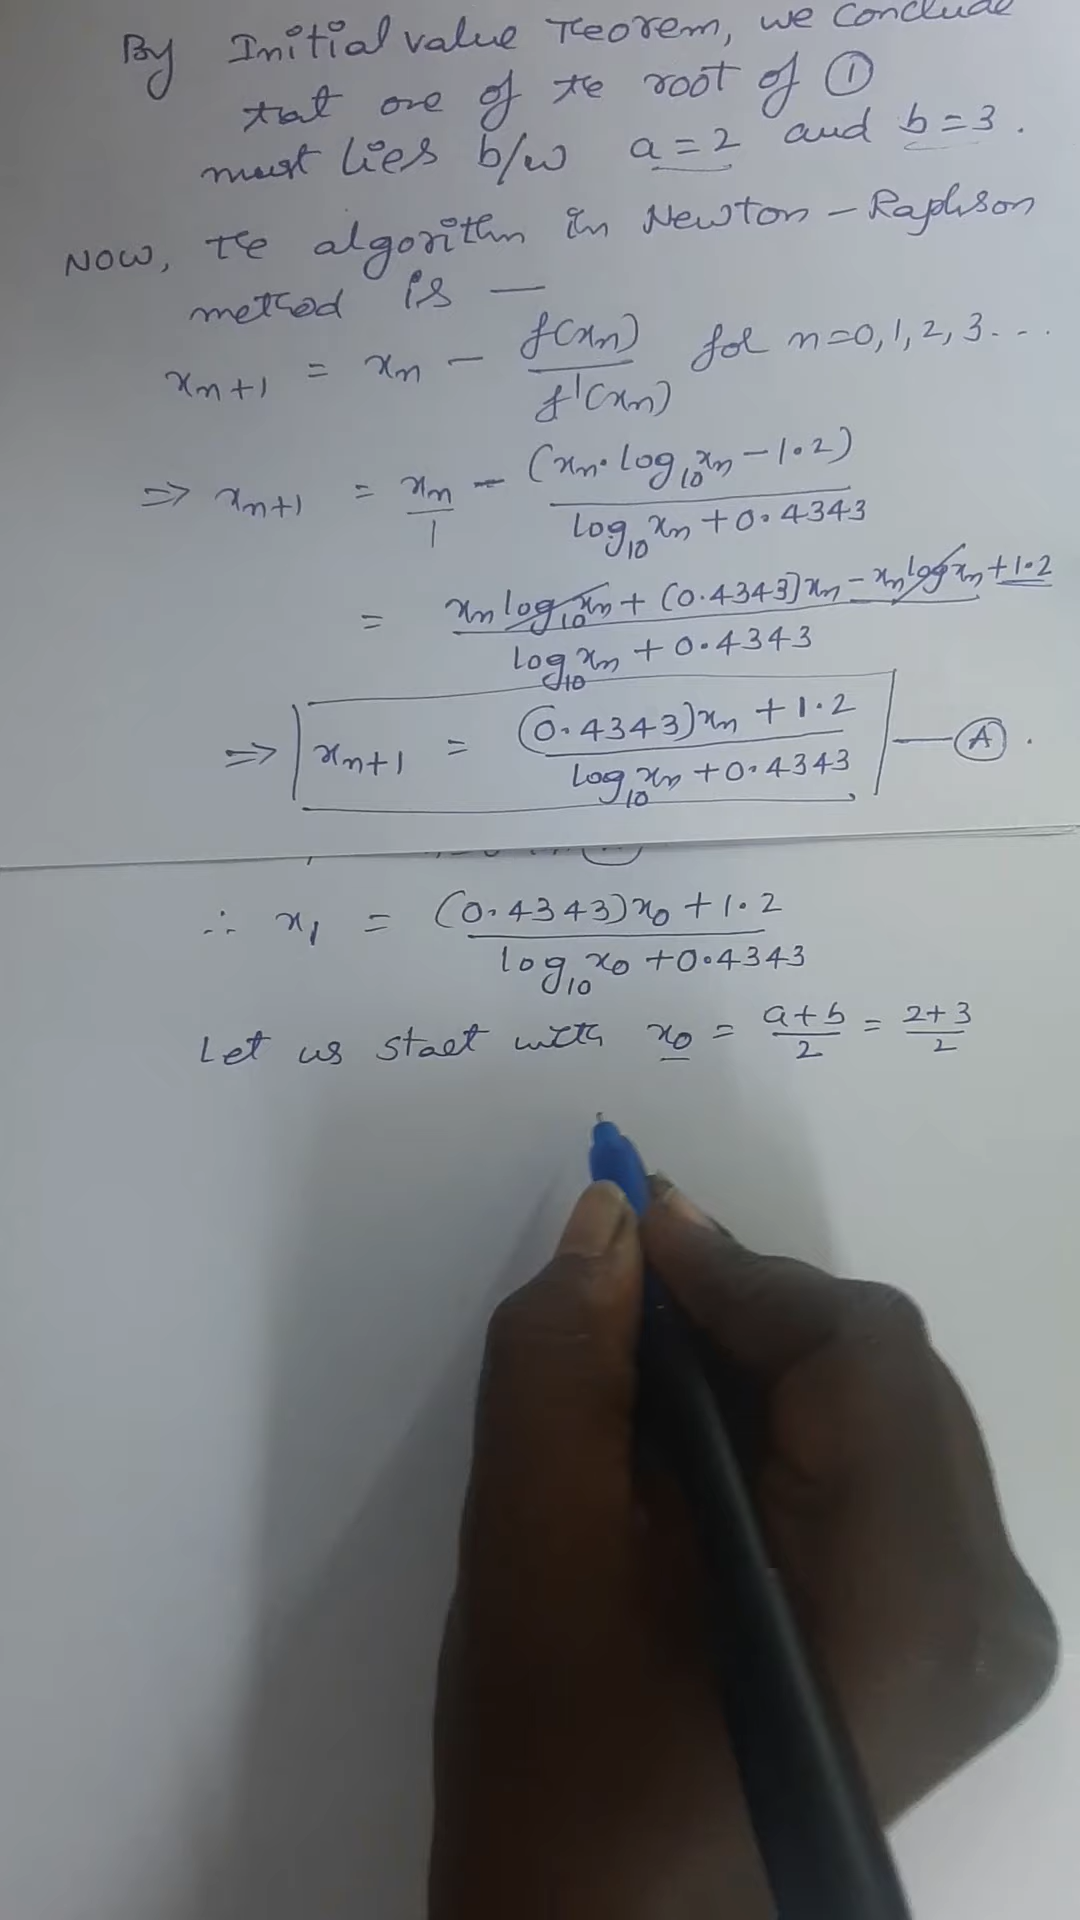 By Initial value Teorem, we conclude
that one of the root of ①
must lies b/w a = 2 and b = 3 .
NOW, the algorithm in Newton - Raphson
method is —
xn+1 = xn - f(xn) / f'(xn) for n=0, 1, 2, 3 ...
=> xn+1 = xn/1 - (xn · log10 xn - 1.2) / log10 xn + 0.4343
= xn log10 xn + (0.4343) xn - xn log xn + 1.2 / log10 xn + 0.4343
=> xn+1 = (0.4343) xn + 1.2 / log10 xn + 0.4343 — Ⓐ .
∴ x1 = (0.4343) x0 + 1.2 / log10 x0 + 0.4343
Let us start with x0 = a+b / 2 = 2+3 / 2